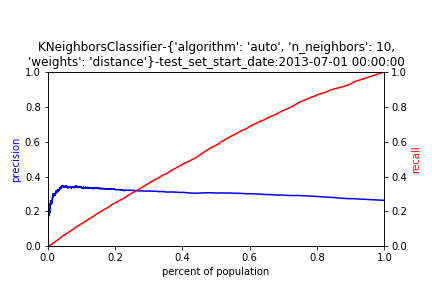 KNeighborsClassifier-{'algorithm': 'auto', 'n_neighbors': 10,
'weights': 'distance'}-test_set_start_date:2013-07-01 00:00:00
1.0
0.8
0.6
0.4
0.2
0.0
precision
1.0
0.8
0.6
0.4
0.2
0.0
recall
0.0 0.2 0.4 0.6 0.8 1.0
percent of population